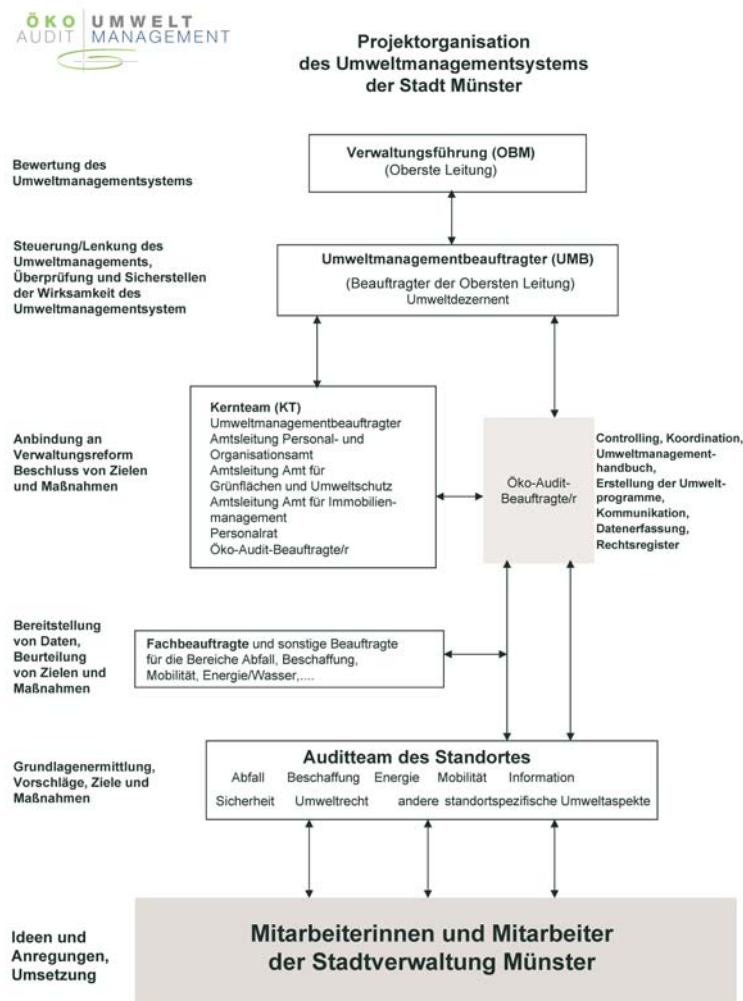 ÖKO UMWELT
AUDIT MANAGEMENT
Projektorganisation
des Umweltmanagementsystems
der Stadt Münster
Bewertung des
Umweltmanagementsystems
Verwaltungsführung (OBM)
(Oberste Leitung)
Steuerung/Lenkung des
Umweltmanagements,
Überprüfung und Sicherstellen
der Wirksamkeit des
Umweltmanagementsystem
Umweltmanagementbeauftragter (UMB)
(Beauftragter der Obersten Leitung)
Umweltdezernent
Anbindung an
Verwaltungsreform
Beschluss von Zielen
und Maßnahmen
Kernteam (KT)
Umweltmanagementbeauftragter
Amtsleitung Personal- und
Organisationsamt
Amtsleitung Amt für
Grünflächen und Umweltschutz
Amtsleitung Amt für Immobilien-
management
Personalrat
Öko-Audit-Beauftragte/r
Öko-Audit-
Beauftragte/r
Controlling, Koordination,
Umweltmanagement-
handbuch,
Erstellung der Umwelt-
programme,
Kommunikation,
Datenerfassung,
Rechtsregister
Bereitstellung
von Daten,
Beurteilung
von Zielen und
Maßnahmen
Fachbeauftragte und sonstige Beauftragte
für die Bereiche Abfall, Beschaffung,
Mobilität, Energie/Wasser,....
Grundlagenermittlung,
Vorschläge, Ziele und
Maßnahmen
Auditteam des Standortes
Abfall Beschaffung Energie Mobilität Information
Sicherheit Umweltrecht andere standortspezifische Umweltaspekte
Ideen und
Anregungen,
Umsetzung
Mitarbeiterinnen und Mitarbeiter
der Stadtverwaltung Münster